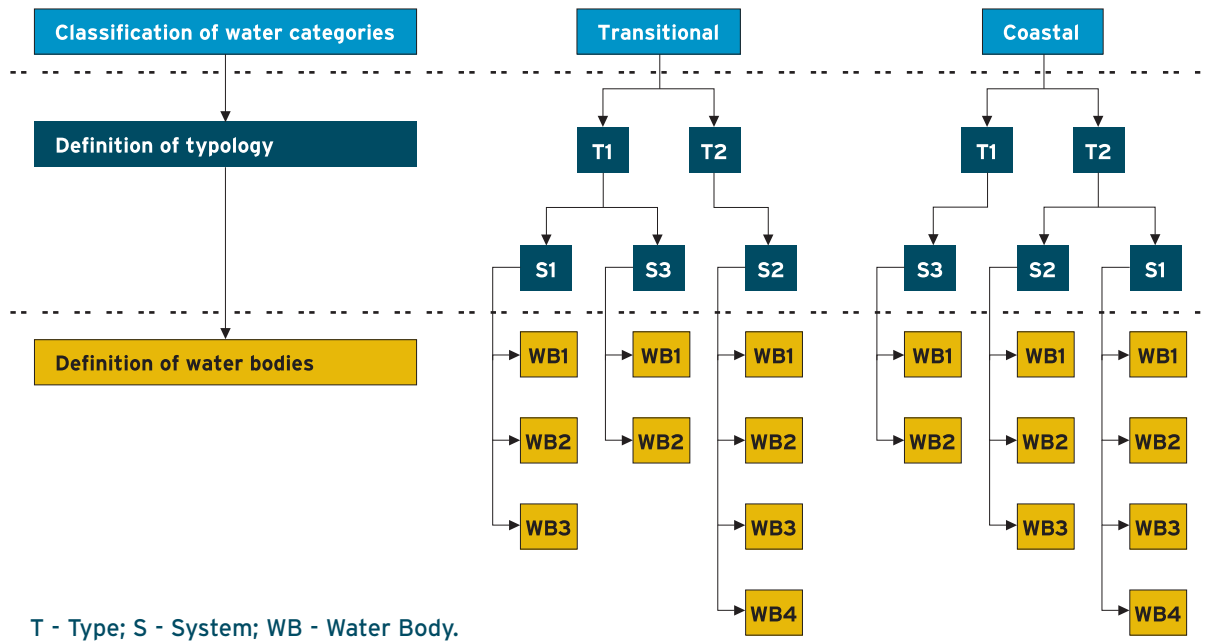 Classification of water categories
Transitional
Coastal
Definition of typology
T1
T2
T1
T2
S1
S3
S2
S3
S2
S1
Definition of water bodies
WB1
WB1
WB1
WB1
WB1
WB1
WB2
WB2
WB2
WB2
WB2
WB2
WB3
WB3
WB3
WB3
WB4
WB4
T - Type; S - System; WB - Water Body.